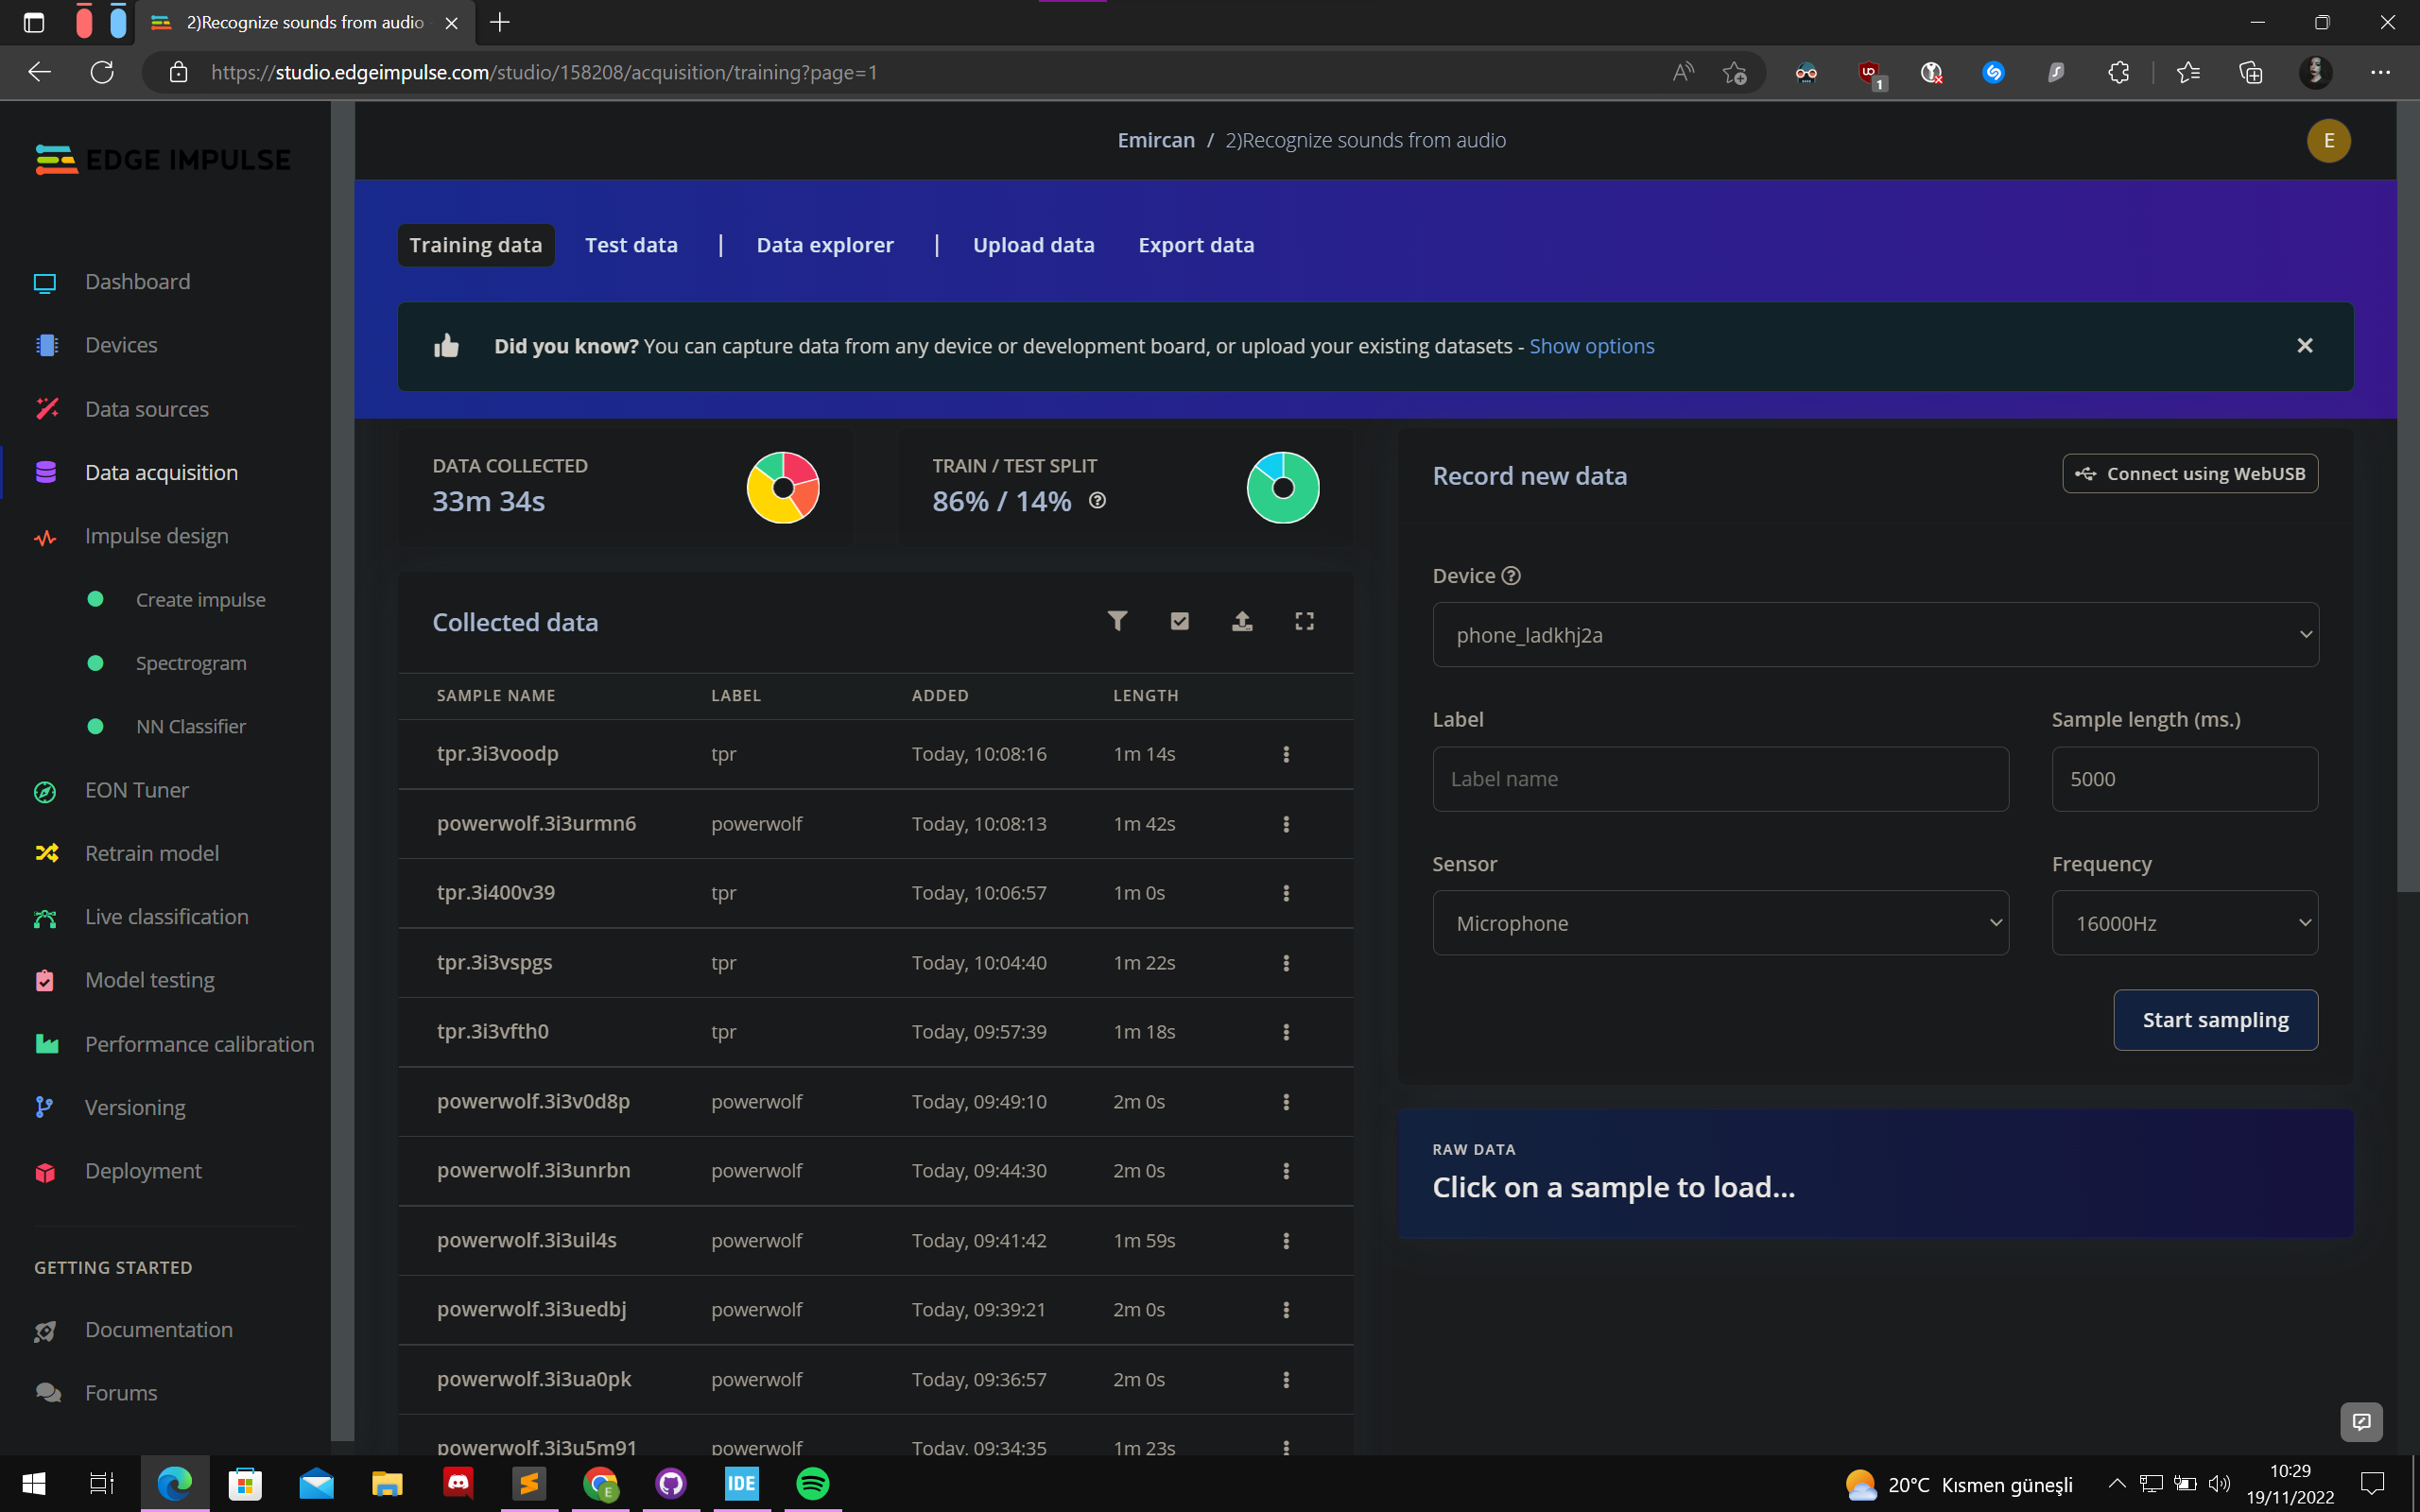 2)Recognize sounds from audio
https://studio.edgeimpulse.com/studio/158208/acquisition/training?page=1
1
EDGE IMPULSE
Emircan / 2)Recognize sounds from audio
E
Dashboard
Devices
Data sources
Data acquisition
Impulse design
Create impulse
Spectrogram
NN Classifier
EON Tuner
Retrain model
Live classification
Model testing
Performance calibration
Versioning
Deployment
GETTING STARTED
Documentation
Forums
Training data Test data | Data explorer | Upload data Export data
Did you know? You can capture data from any device or development board, or upload your existing datasets - Show options
DATA COLLECTED
33m 34s
TRAIN / TEST SPLIT
86% / 14%
Collected data
SAMPLE NAME LABEL ADDED LENGTH
tpr.3i3voodp tpr Today, 10:08:16 1m 14s
powerwolf.3i3urmn6 powerwolf Today, 10:08:13 1m 42s
tpr.3i400v39 tpr Today, 10:06:57 1m 0s
tpr.3i3vspgs tpr Today, 10:04:40 1m 22s
tpr.3i3vfth0 tpr Today, 09:57:39 1m 18s
powerwolf.3i3v0d8p powerwolf Today, 09:49:10 2m 0s
powerwolf.3i3unrbn powerwolf Today, 09:44:30 2m 0s
powerwolf.3i3uil4s powerwolf Today, 09:41:42 1m 59s
powerwolf.3i3uedbj powerwolf Today, 09:39:21 2m 0s
powerwolf.3i3ua0pk powerwolf Today, 09:36:57 2m 0s
powerwolf.3i3u5m91 powerwolf Today, 09:34:35 1m 23s
Record new data
Connect using WebUSB
Device
phone_ladkhj2a
Label Sample length (ms.)
Label name 5000
Sensor Frequency
Microphone 16000Hz
Start sampling
RAW DATA
Click on a sample to load...
IDE
E
20°C Kısmen güneşli
10:29
19/11/2022